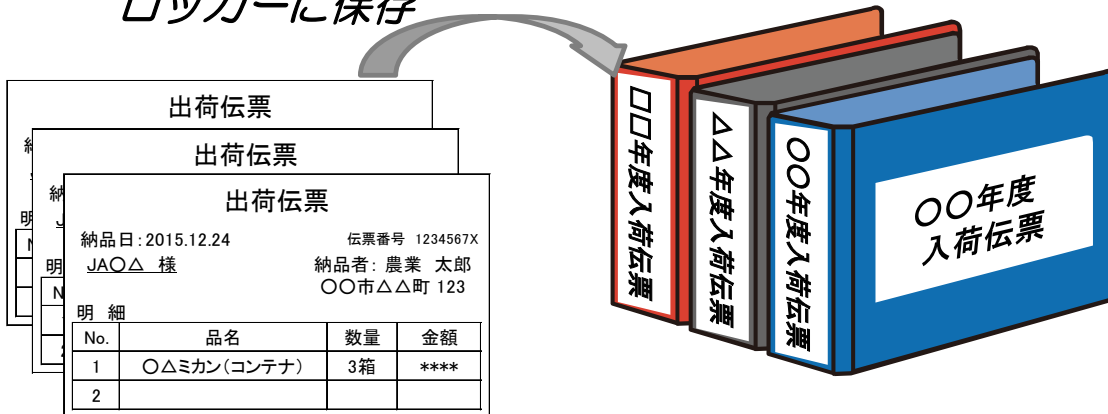 ロッカーに保存
出荷伝票
出荷伝票
出荷伝票
納品日:2015.12.24
伝票番号 1234567X
JA〇△ 様
納品者: 農業 太郎
〇〇市△△町 123
明 細
No. 品名 数量 金額
1 〇△ミカン(コンテナ) 3箱 ****
2
納
明
N
明
J
N
□□年度入荷伝票
△△年度入荷伝票
〇〇年度入荷伝票
〇〇年度
入荷伝票